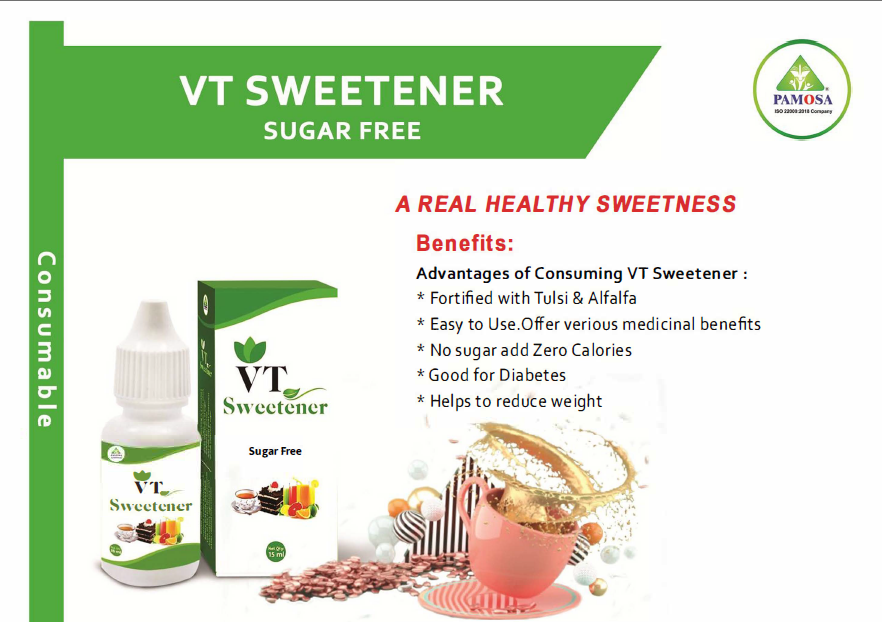 VT SWEETENER
SUGAR FREE
PAMOSA
ISO 22000:2018 Company
Consumable
A REAL HEALTHY SWEETNESS
Benefits:
Advantages of Consuming VT Sweetener :
* Fortified with Tulsi & Alfalfa
* Easy to Use.Offer verious medicinal benefits
* No sugar add Zero Calories
* Good for Diabetes
* Helps to reduce weight
VT
Sweetener
Sugar Free
Net Qty
15 ml
VT
Sweetener